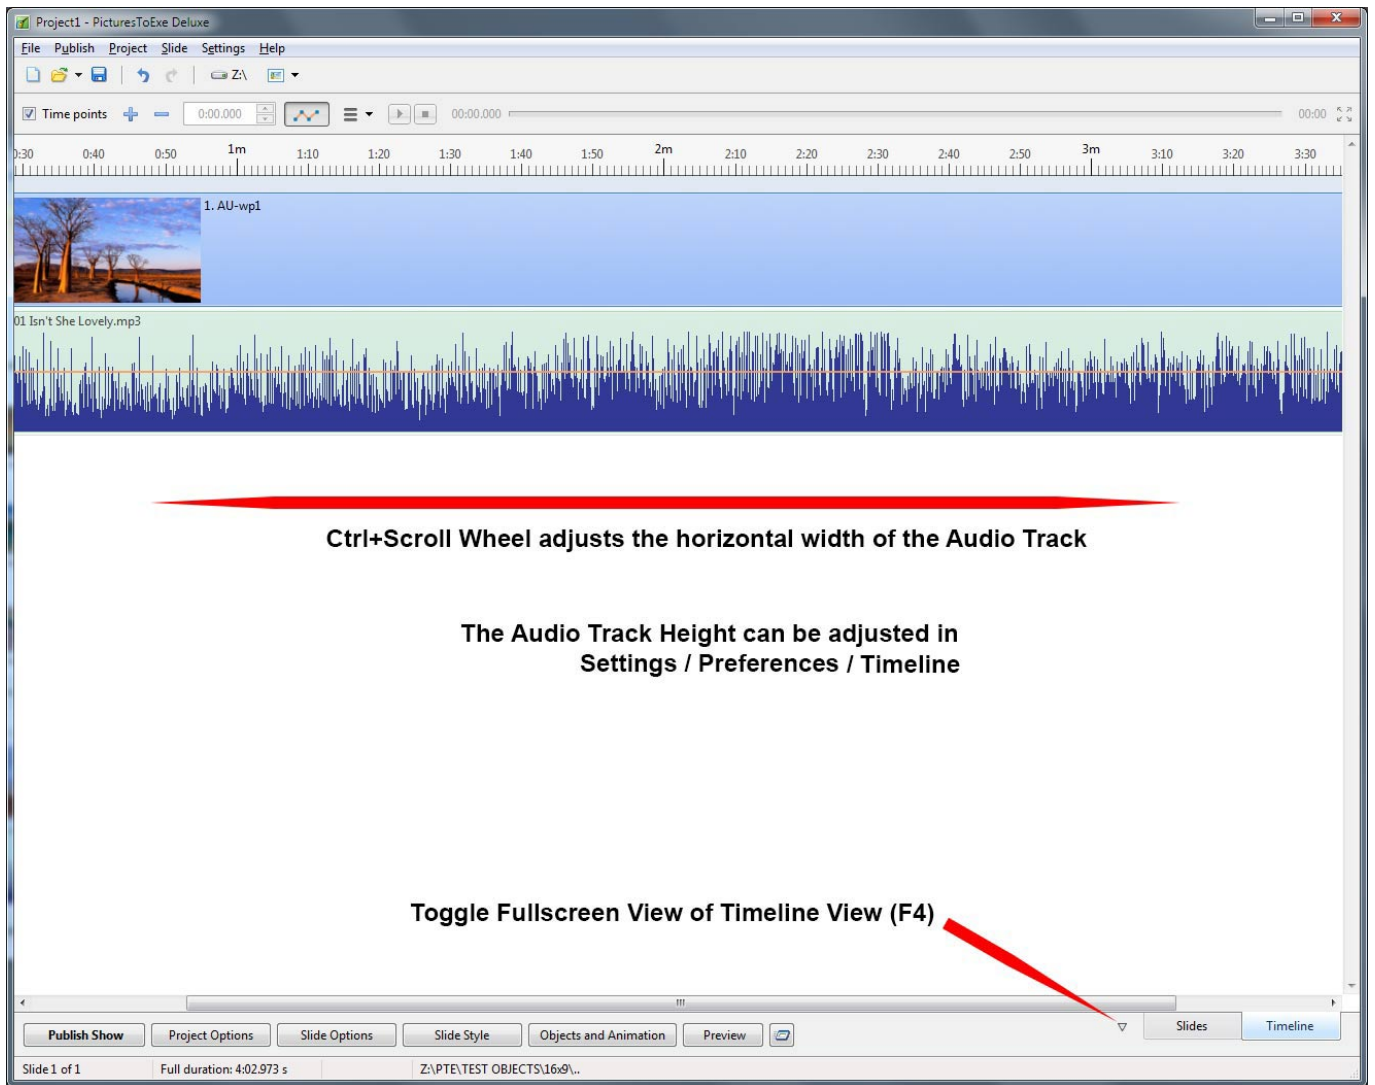 Project1 - PicturesToExe Deluxe
File Publish Project Slide Settings Help
Z:\
Time points 0:00.000 00:00.000 00:00
0:30 0:40 0:50 1m 1:10 1:20 1:30 1:40 1:50 2m 2:10 2:20 2:30 2:40 2:50 3m 3:10 3:20 3:30
1. AU-wp1
01 Isn't She Lovely.mp3
Ctrl+Scroll Wheel adjusts the horizontal width of the Audio Track
The Audio Track Height can be adjusted in
Settings / Preferences / Timeline
Toggle Fullscreen View of Timeline View (F4)
Publish Show Project Options Slide Options Slide Style Objects and Animation Preview Slides Timeline
Slide 1 of 1 Full duration: 4:02.973 s Z:\PTE\TEST OBJECTS\16x9\..